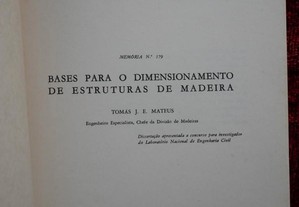 MEMÓRIA N.º 179
BASES PARA O DIMENSIONAMENTO
DE ESTRUTURAS DE MADEIRA
TOMÁS J. E. MATEUS
Engenheiro Especialista, Chefe da Divisão de Madeiras
Dissertação apresentada a concurso para investigador
do Laboratório Nacional de Engenharia Civil